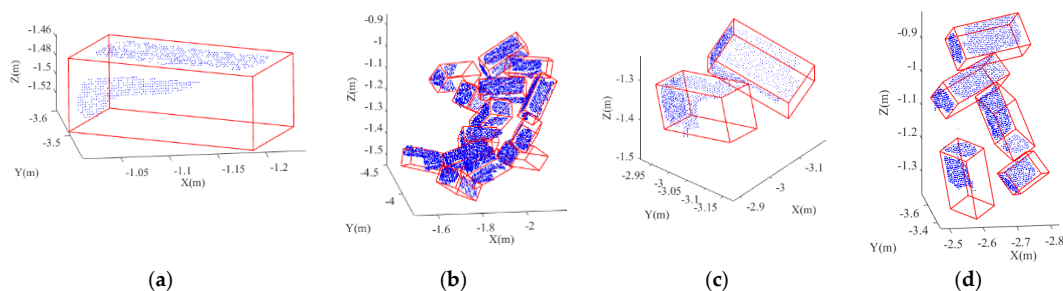 -1.46
-1.48
-1.5
-1.52
Z(m)
-3.6
-3.5
Y(m)
-1.05
-1.1
-1.15
-1.2
X(m)
(a)
-0.9
-1
-1.1
-1.2
-1.3
-1.4
-1.5
Z(m)
-4.5
-4
Y(m)
-1.6
-1.8
-2
X(m)
(b)
-1.3
-1.4
-1.5
Z(m)
-2.95
-3
-3.05
-3.1
-3.15
Y(m)
-2.9
-3
-3.1
X(m)
(c)
-0.9
-1
-1.1
-1.2
-1.3
Z(m)
-3.6
-3.4
Y(m)
-2.5
-2.6
-2.7
-2.8
X(m)
(d)